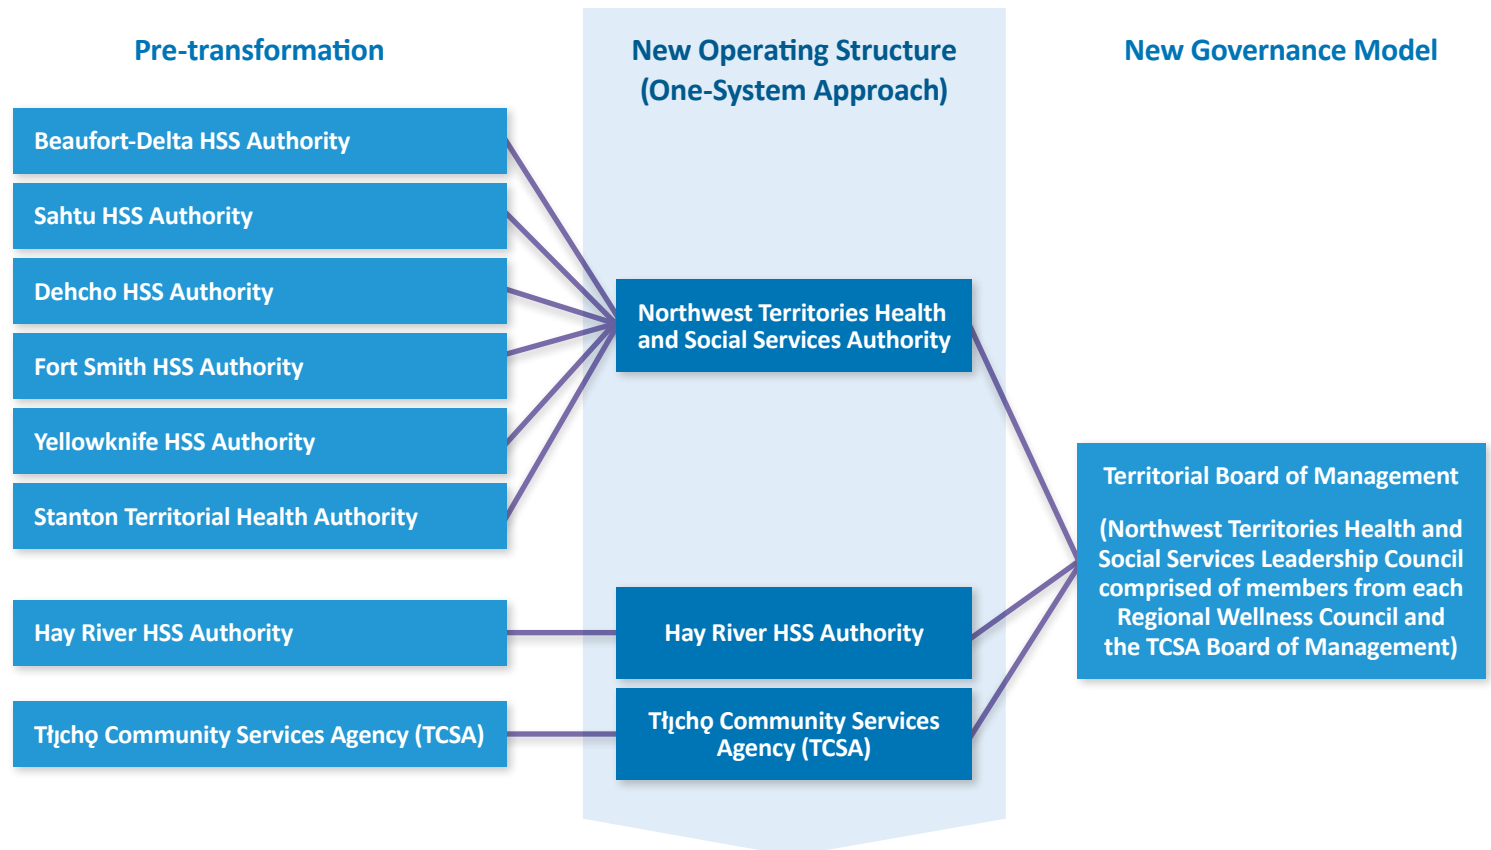 Pre-transformation
New Operating Structure
(One-System Approach)
New Governance Model
Beaufort-Delta HSS Authority
Sahtu HSS Authority
Dehcho HSS Authority
Fort Smith HSS Authority
Yellowknife HSS Authority
Stanton Territorial Health Authority
Hay River HSS Authority
Tłı̨chǫ Community Services Agency (TCSA)
Northwest Territories Health
and Social Services Authority
Hay River HSS Authority
Tłı̨chǫ Community Services
Agency (TCSA)
Territorial Board of Management
(Northwest Territories Health and
Social Services Leadership Council
comprised of members from each
Regional Wellness Council and
the TCSA Board of Management)